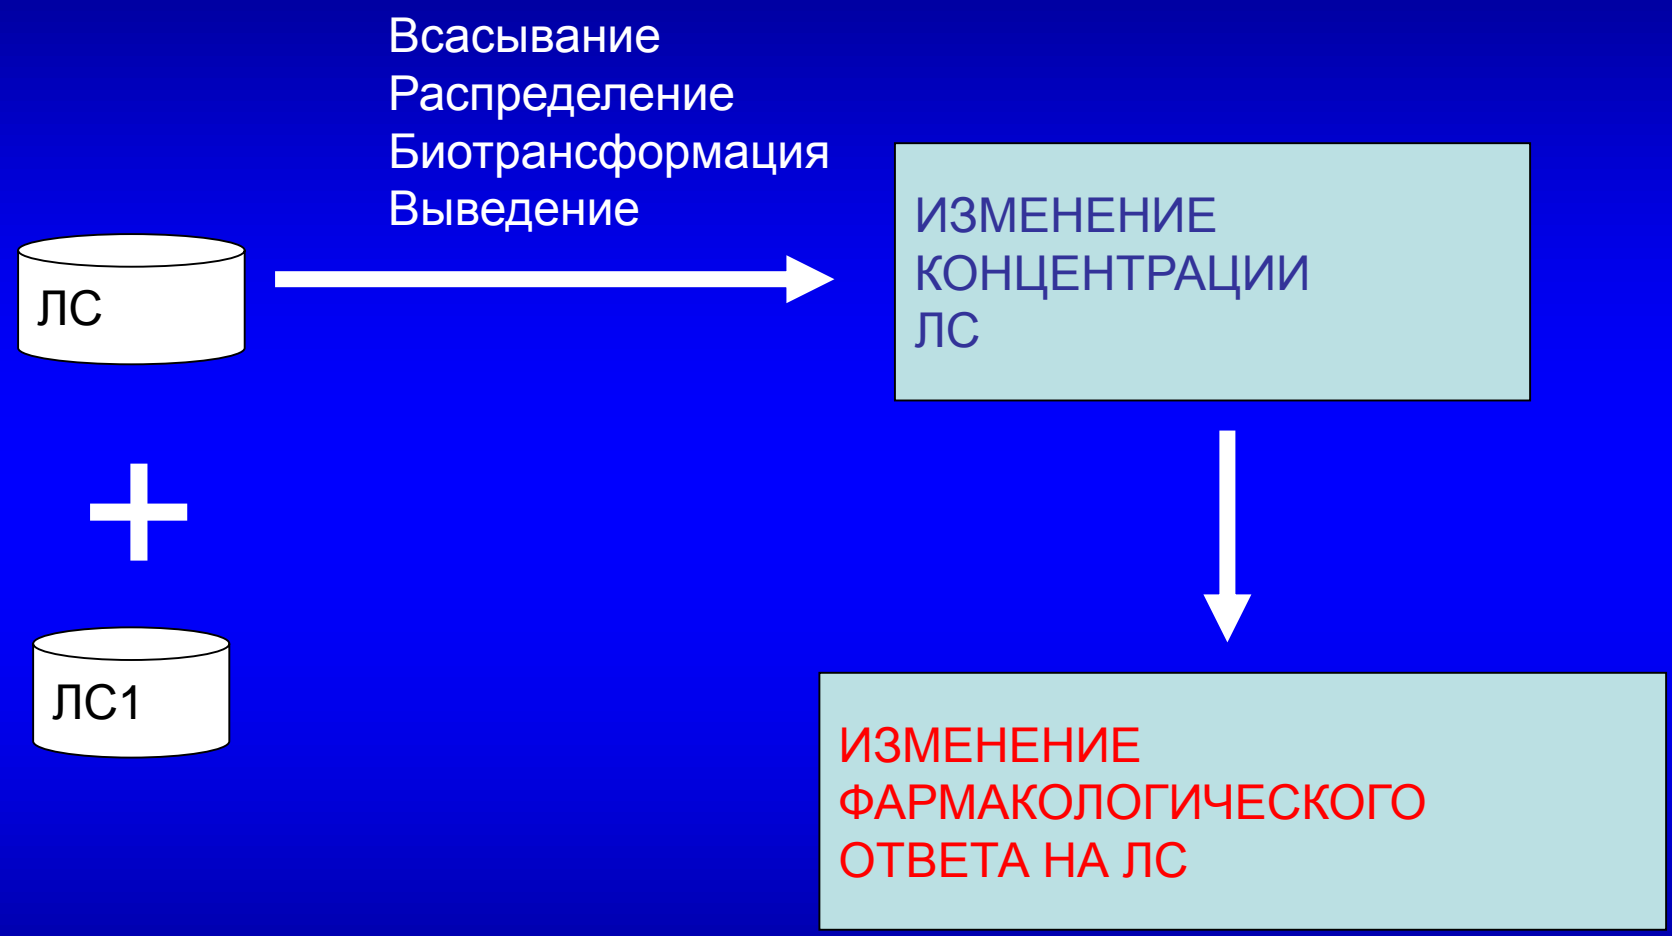 Всасывание
Распределение
Биотрансформация
Выведение
ЛС
ИЗМЕНЕНИЕ
КОНЦЕНТРАЦИИ
ЛС
+
ЛС1
ИЗМЕНЕНИЕ
ФАРМАКОЛОГИЧЕСКОГО
ОТВЕТА НА ЛС